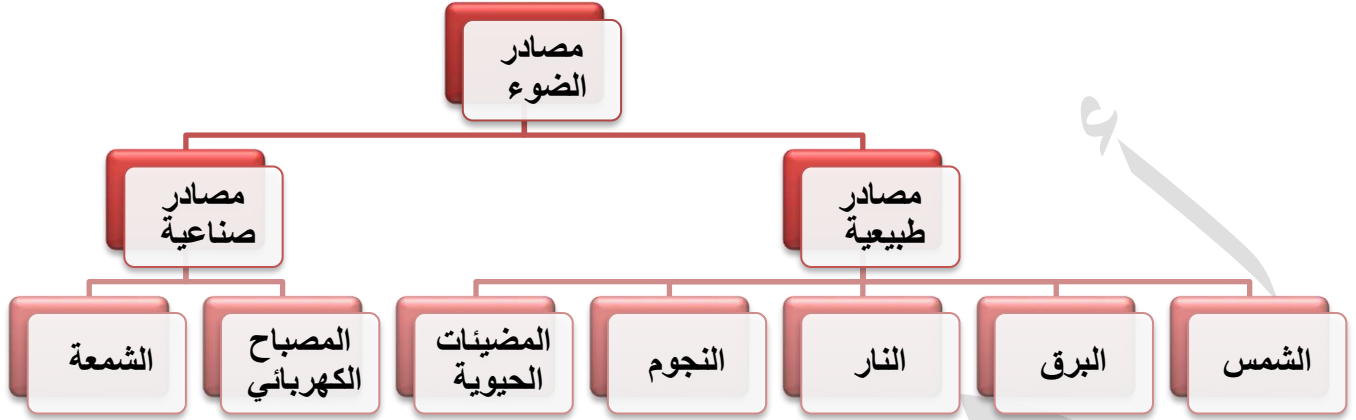 مصادر
الضوء
مصادر
طبيعية
مصادر
صناعية
الشمس
البرق
النار
النجوم
المضيئات
الحيوية
المصباح
الكهربائي
الشمعة